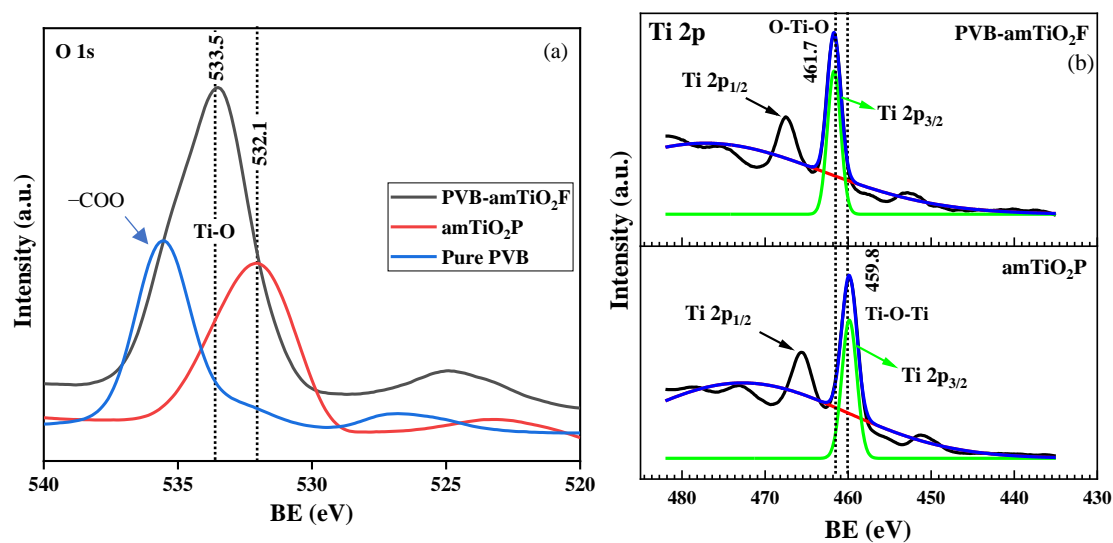 O 1s
(a)
533.5
532.1
−COO
Ti-O
PVB-amTiO₂F
amTiO₂P
Pure PVB
Intensity (a.u.)
540 535 530 525 520
BE (eV)
Ti 2p
O-Ti-O
PVB-amTiO₂F
(b)
461.7
Ti 2p₁/₂
Ti 2p₃/₂
amTiO₂P
459.8
Ti-O-Ti
Ti 2p₁/₂
Ti 2p₃/₂
Intensity (a.u.)
480 470 460 450 440 430
BE (eV)